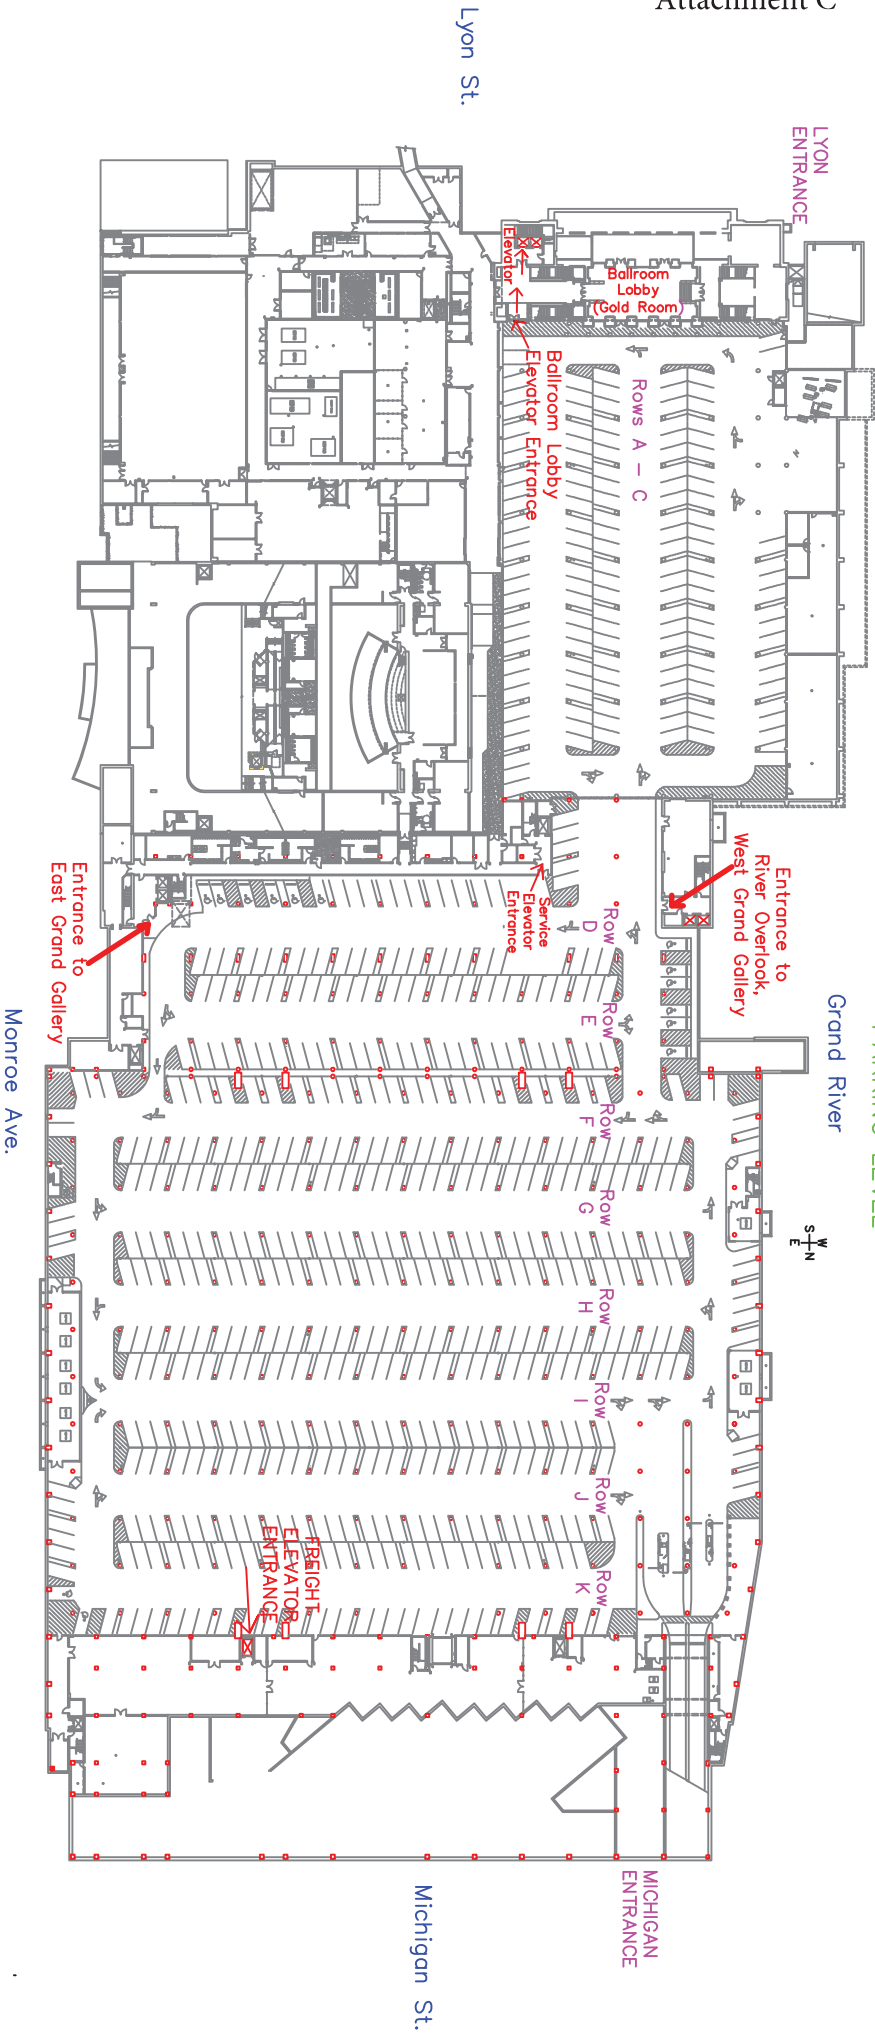 Attachment C
Lyon St.
LYON
ENTRANCE
Elevator
Ballroom
Lobby
(Gold Room)
Ballroom Lobby
Elevator Entrance
Rows A – C
Entrance to
River Overlook,
West Grand Gallery
Entrance to
East Grand Gallery
Service
Elevator
Entrance
Row
D
Row
E
Grand River
PARKING LEVEL
Monroe Ave.
Row
F
Row
G
W
S N
E
Row
H
Row
I
Row
J
Row
K
FREIGHT
ELEVATOR
ENTRANCE
MICHIGAN
ENTRANCE
Michigan St.